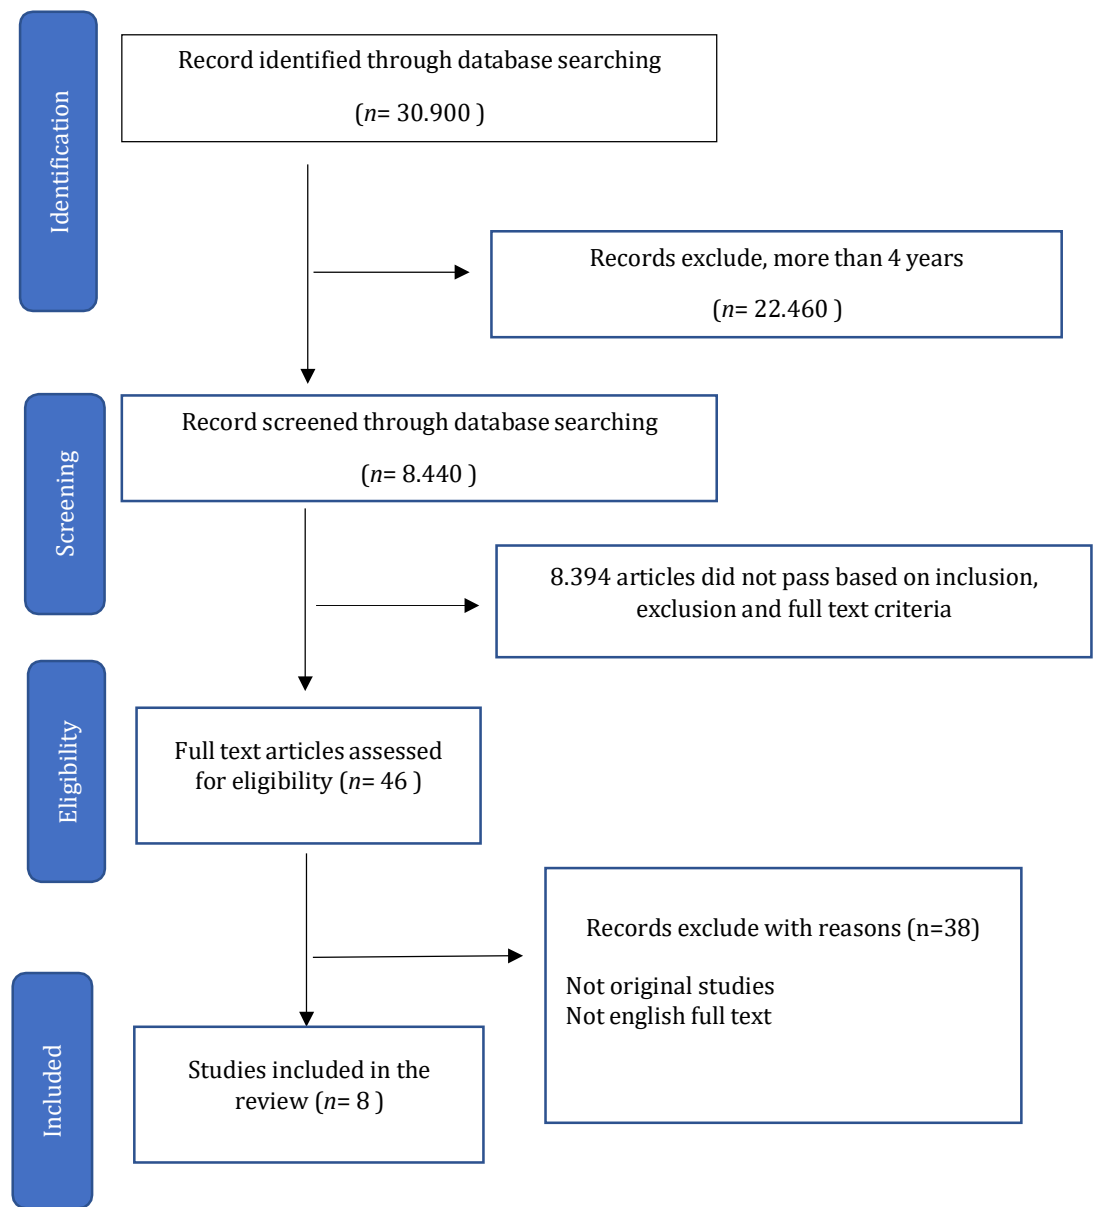 Identification
Record identified through database searching
(n= 30.900 )
Records exclude, more than 4 years
(n= 22.460 )
Screening
Record screened through database searching
(n= 8.440 )
8.394 articles did not pass based on inclusion,
exclusion and full text criteria
Eligibility
Full text articles assessed
for eligibility (n= 46 )
Records exclude with reasons (n=38)
Not original studies
Not english full text
Included
Studies included in the
review (n= 8 )